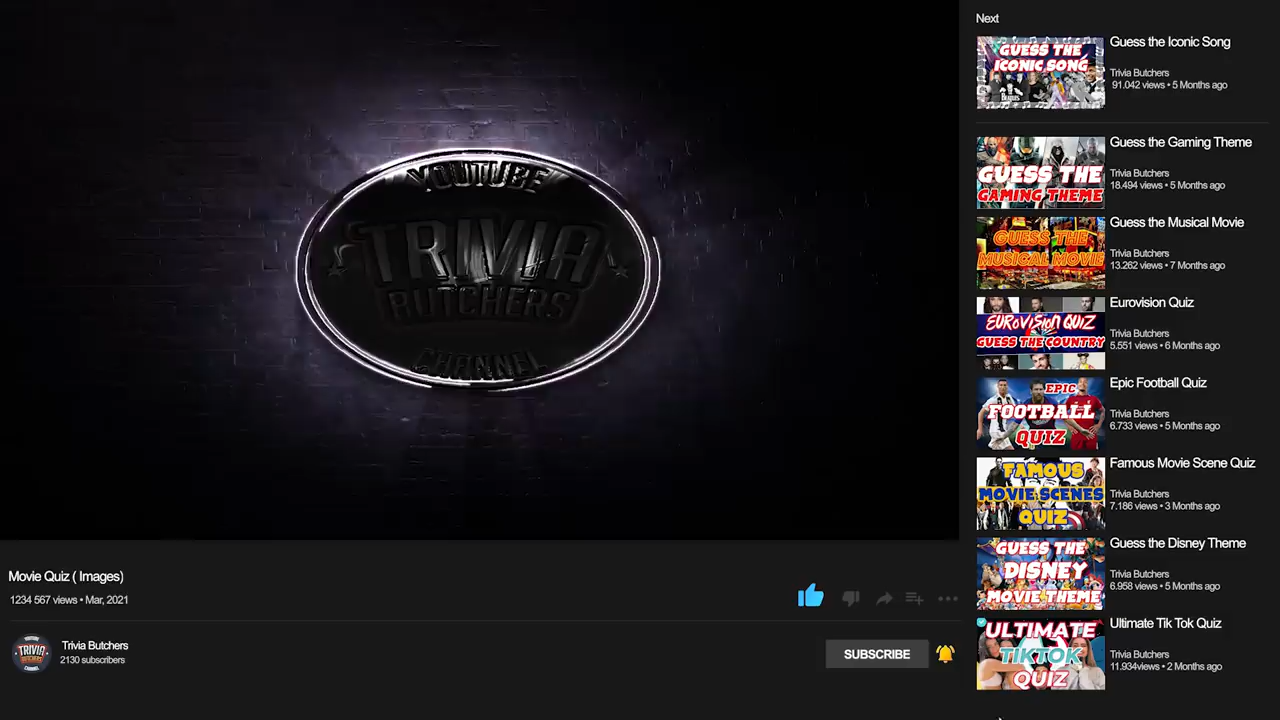 YOUTUBE
TRIVIA
BUTCHERS
CHANNEL
Movie Quiz ( Images)
1234 567 views • Mar, 2021
TRIVIA
Trivia Butchers
2130 subscribers
SUBSCRIBE
Next
GUESS THE
ICONIC SONG
BEATLES
Guess the Iconic Song
Trivia Butchers
91.042 views • 5 Months ago
GUESS THE
GAMING THEME
Guess the Gaming Theme
Trivia Butchers
18.494 views • 5 Months ago
GUESS THE
MUSICAL MOVIE
Guess the Musical Movie
Trivia Butchers
13.262 views • 7 Months ago
EUROVISION QUIZ
GUESS THE COUNTRY
Eurovision Quiz
Trivia Butchers
5.551 views • 6 Months ago
EPIC
FOOTBALL
QUIZ
Epic Football Quiz
Trivia Butchers
6.733 views • 5 Months ago
FAMOUS
MOVIE SCENES
QUIZ
Famous Movie Scene Quiz
Trivia Butchers
7.186 views • 3 Months ago
GUESS THE
DISNEY
MOVIE THEME
Guess the Disney Theme
Trivia Butchers
6.958 views • 5 Months ago
ULTIMATE
TIKTOK
QUIZ
Ultimate Tik Tok Quiz
Trivia Butchers
11.934views • 2 Months ago